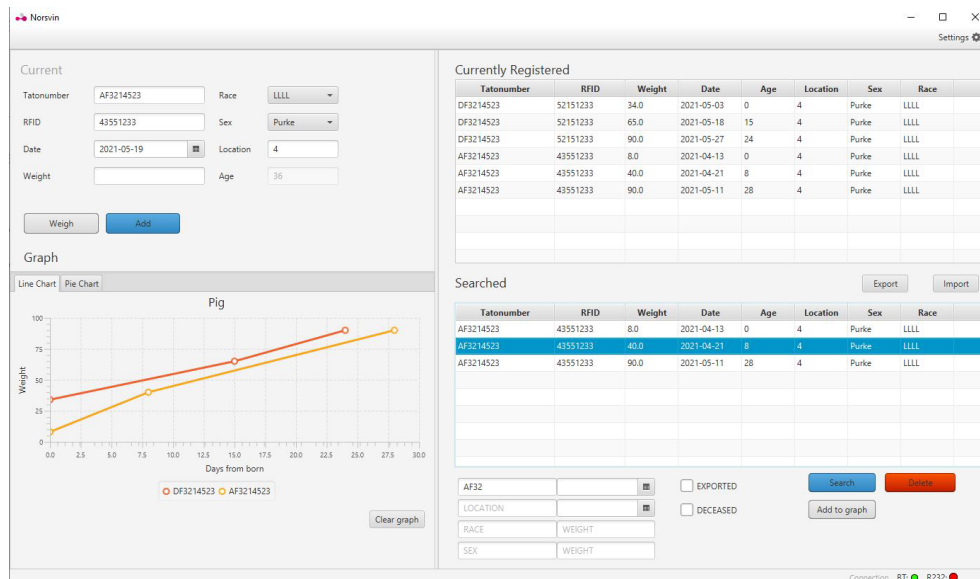 Norsvin
Settings
Current
Tatonumber AF3214523 Race LLLL
RFID 43551233 Sex Purke
Date 2021-05-19 Location 4
Weight Age 36
Weigh Add
Graph
Line Chart Pie Chart
Pig
100
75
50
25
0
Weight
0.0 2.5 5.0 7.5 10.0 12.5 15.0 17.5 20.0 22.5 25.0 27.5 30.0
Days from born
DF3214523 AF3214523
Clear graph
Currently Registered
Tatonumber RFID Weight Date Age Location Sex Race
DF3214523 52151233 34.0 2021-05-03 0 4 Purke LLLL
DF3214523 52151233 65.0 2021-05-18 15 4 Purke LLLL
DF3214523 52151233 90.0 2021-05-27 24 4 Purke LLLL
AF3214523 43551233 8.0 2021-04-13 0 4 Purke LLLL
AF3214523 43551233 40.0 2021-04-21 8 4 Purke LLLL
AF3214523 43551233 90.0 2021-05-11 28 4 Purke LLLL
Searched Export Import
Tatonumber RFID Weight Date Age Location Sex Race
AF3214523 43551233 8.0 2021-04-13 0 4 Purke LLLL
AF3214523 43551233 40.0 2021-04-21 8 4 Purke LLLL
AF3214523 43551233 90.0 2021-05-11 28 4 Purke LLLL
AF32 EXPORTED Search Delete
LOCATION DECEASED Add to graph
RACE WEIGHT
SEX WEIGHT
Connection BT: R232: